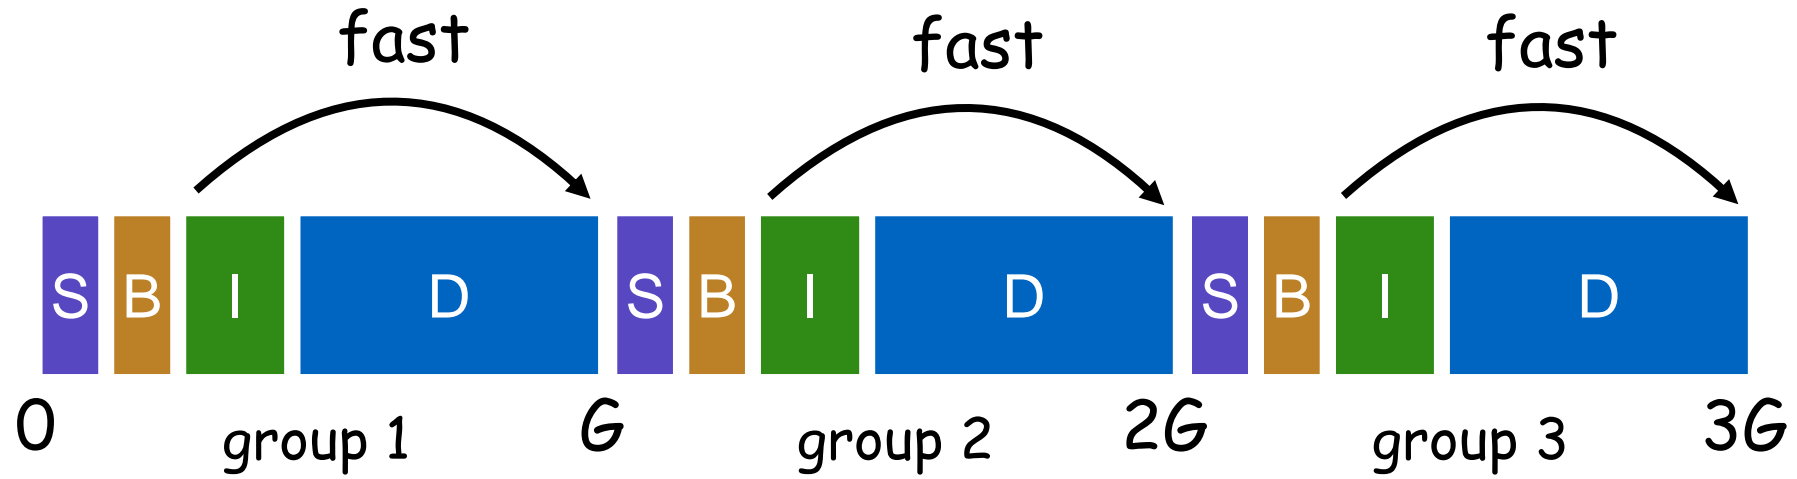 fast fast fast
S B I D S B I D S B I D
0 group 1 G group 2 2G group 3 3G